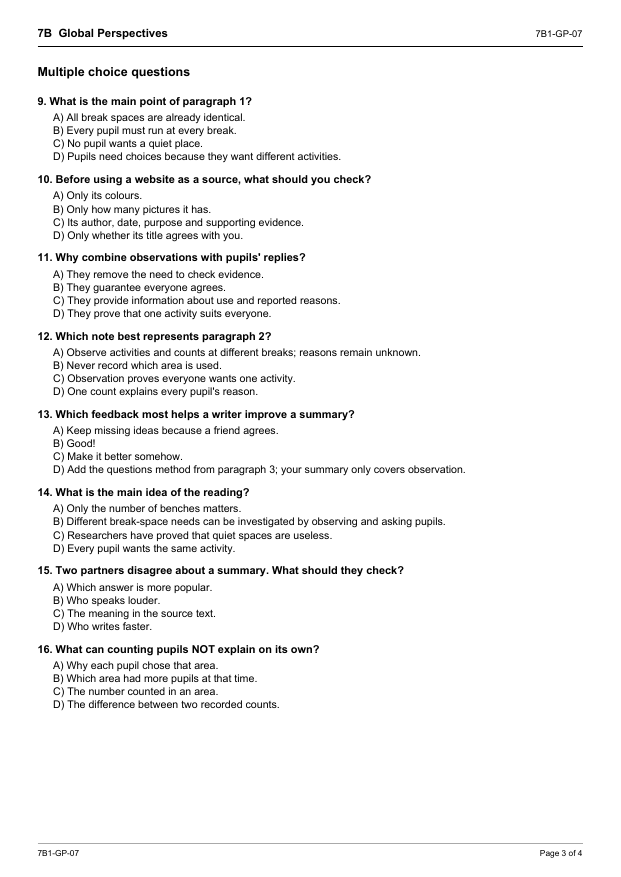 7B Global Perspectives
7B1-GP-07
Multiple choice questions
9. What is the main point of paragraph 1?
A) All break spaces are already identical.
B) Every pupil must run at every break.
C) No pupil wants a quiet place.
D) Pupils need choices because they want different activities.
10. Before using a website as a source, what should you check?
A) Only its colours.
B) Only how many pictures it has.
C) Its author, date, purpose and supporting evidence.
D) Only whether its title agrees with you.
11. Why combine observations with pupils' replies?
A) They remove the need to check evidence.
B) They guarantee everyone agrees.
C) They provide information about use and reported reasons.
D) They prove that one activity suits everyone.
12. Which note best represents paragraph 2?
A) Observe activities and counts at different breaks; reasons remain unknown.
B) Never record which area is used.
C) Observation proves everyone wants one activity.
D) One count explains every pupil's reason.
13. Which feedback most helps a writer improve a summary?
A) Keep missing ideas because a friend agrees.
B) Good!
C) Make it better somehow.
D) Add the questions method from paragraph 3; your summary only covers observation.
14. What is the main idea of the reading?
A) Only the number of benches matters.
B) Different break-space needs can be investigated by observing and asking pupils.
C) Researchers have proved that quiet spaces are useless.
D) Every pupil wants the same activity.
15. Two partners disagree about a summary. What should they check?
A) Which answer is more popular.
B) Who speaks louder.
C) The meaning in the source text.
D) Who writes faster.
16. What can counting pupils NOT explain on its own?
A) Why each pupil chose that area.
B) Which area had more pupils at that time.
C) The number counted in an area.
D) The difference between two recorded counts.
7B1-GP-07
Page 3 of 4